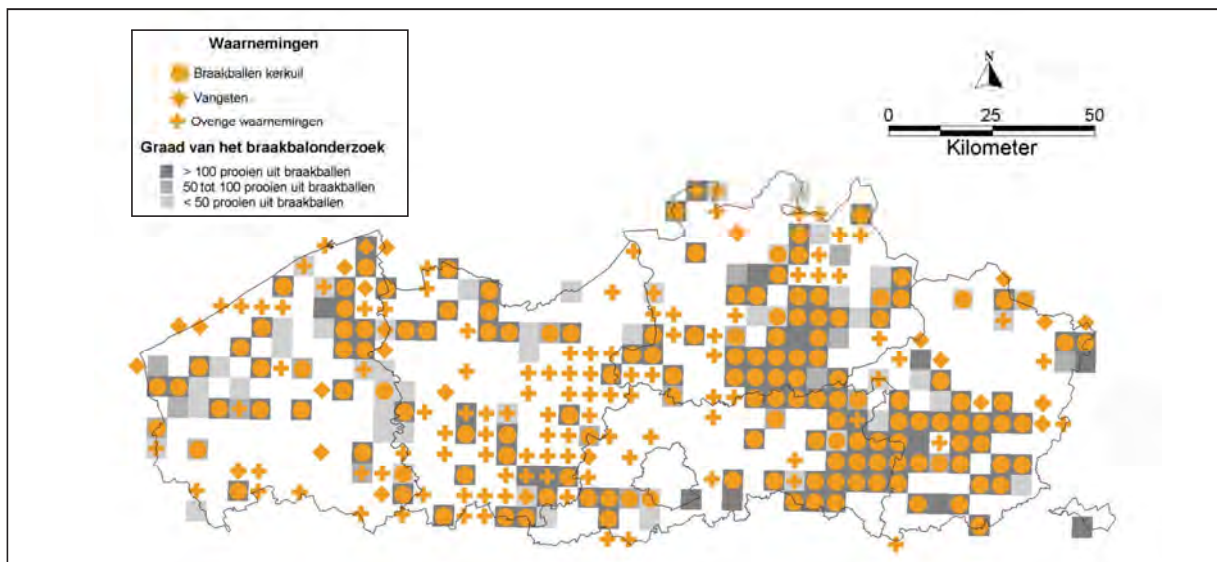 Waarnemingen
Braakballen kerkuil
Vangsten
Overige waarnemingen
Graad van het braakbalonderzoek
> 100 prooien uit braakballen
50 tot 100 prooien uit braakballen
< 50 prooien uit braakballen
N
0 25 50
Kilometer